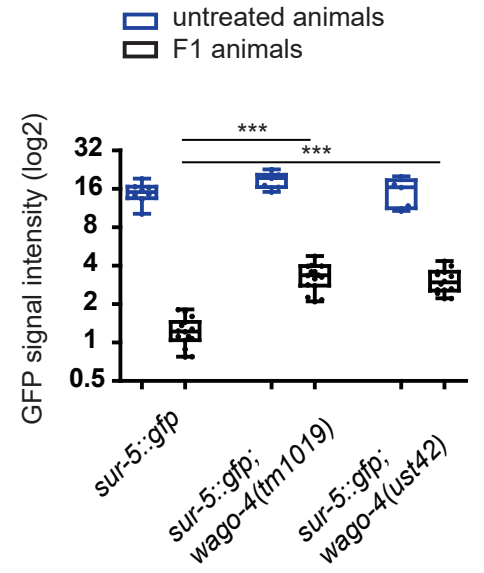 untreated animals
F1 animals
GFP signal intensity (log2)
***
***
32
16
8
4
2
1
0.5
sur-5::gfp
sur-5::gfp;
wago-4(tm1019)
sur-5::gfp;
wago-4(ust42)